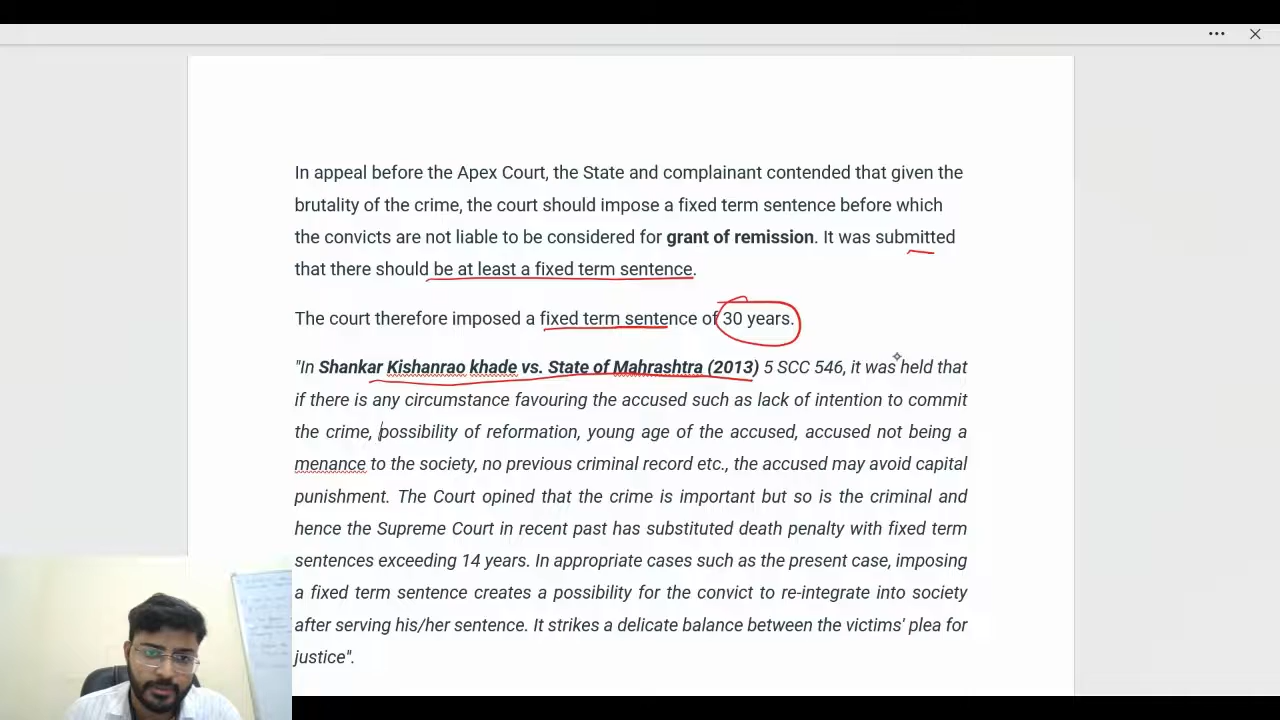 In appeal before the Apex Court, the State and complainant contended that given the
brutality of the crime, the court should impose a fixed term sentence before which
the convicts are not liable to be considered for grant of remission. It was submitted
that there should be at least a fixed term sentence.
The court therefore imposed a fixed term sentence of 30 years.
"In Shankar Kishanrao khade vs. State of Mahrashtra (2013) 5 SCC 546, it was held that
if there is any circumstance favouring the accused such as lack of intention to commit
the crime, possibility of reformation, young age of the accused, accused not being a
menance to the society, no previous criminal record etc., the accused may avoid capital
punishment. The Court opined that the crime is important but so is the criminal and
hence the Supreme Court in recent past has substituted death penalty with fixed term
sentences exceeding 14 years. In appropriate cases such as the present case, imposing
a fixed term sentence creates a possibility for the convict to re-integrate into society
after serving his/her sentence. It strikes a delicate balance between the victims' plea for
justice".